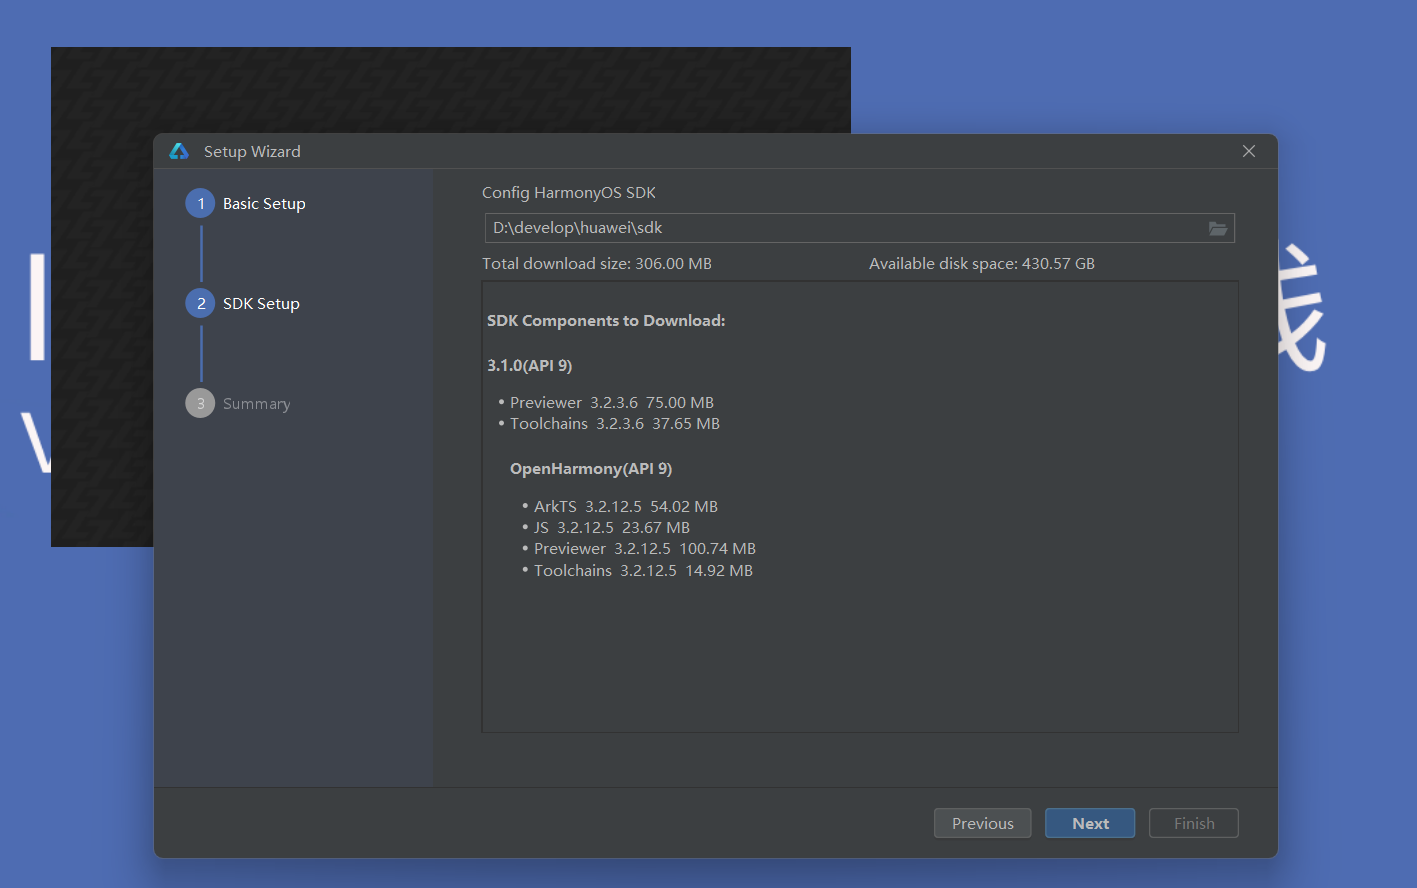 Setup Wizard
1 Basic Setup
2 SDK Setup
3 Summary
Config HarmonyOS SDK
D:\develop\huawei\sdk
Total download size: 306.00 MB
Available disk space: 430.57 GB
SDK Components to Download:
3.1.0(API 9)
• Previewer 3.2.3.6 75.00 MB
• Toolchains 3.2.3.6 37.65 MB
OpenHarmony(API 9)
• ArkTS 3.2.12.5 54.02 MB
• JS 3.2.12.5 23.67 MB
• Previewer 3.2.12.5 100.74 MB
• Toolchains 3.2.12.5 14.92 MB
Previous
Next
Finish